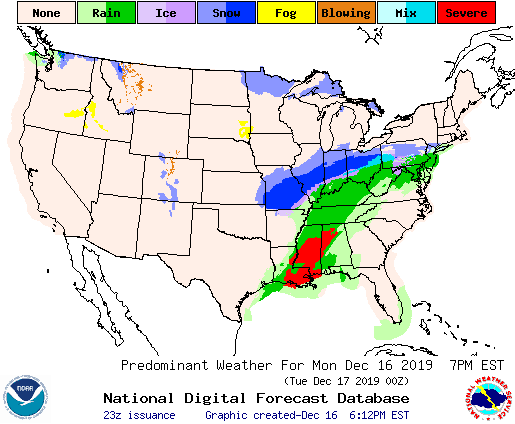 None Rain Ice Snow Fog Blowing Mix Severe
Predominant Weather For Mon Dec 16 2019 7PM EST
(Tue Dec 17 2019 00Z)
National Digital Forecast Database
23z issuance Graphic created-Dec 16 6:12PM EST
NOAA
NATIONAL WEATHER SERVICE